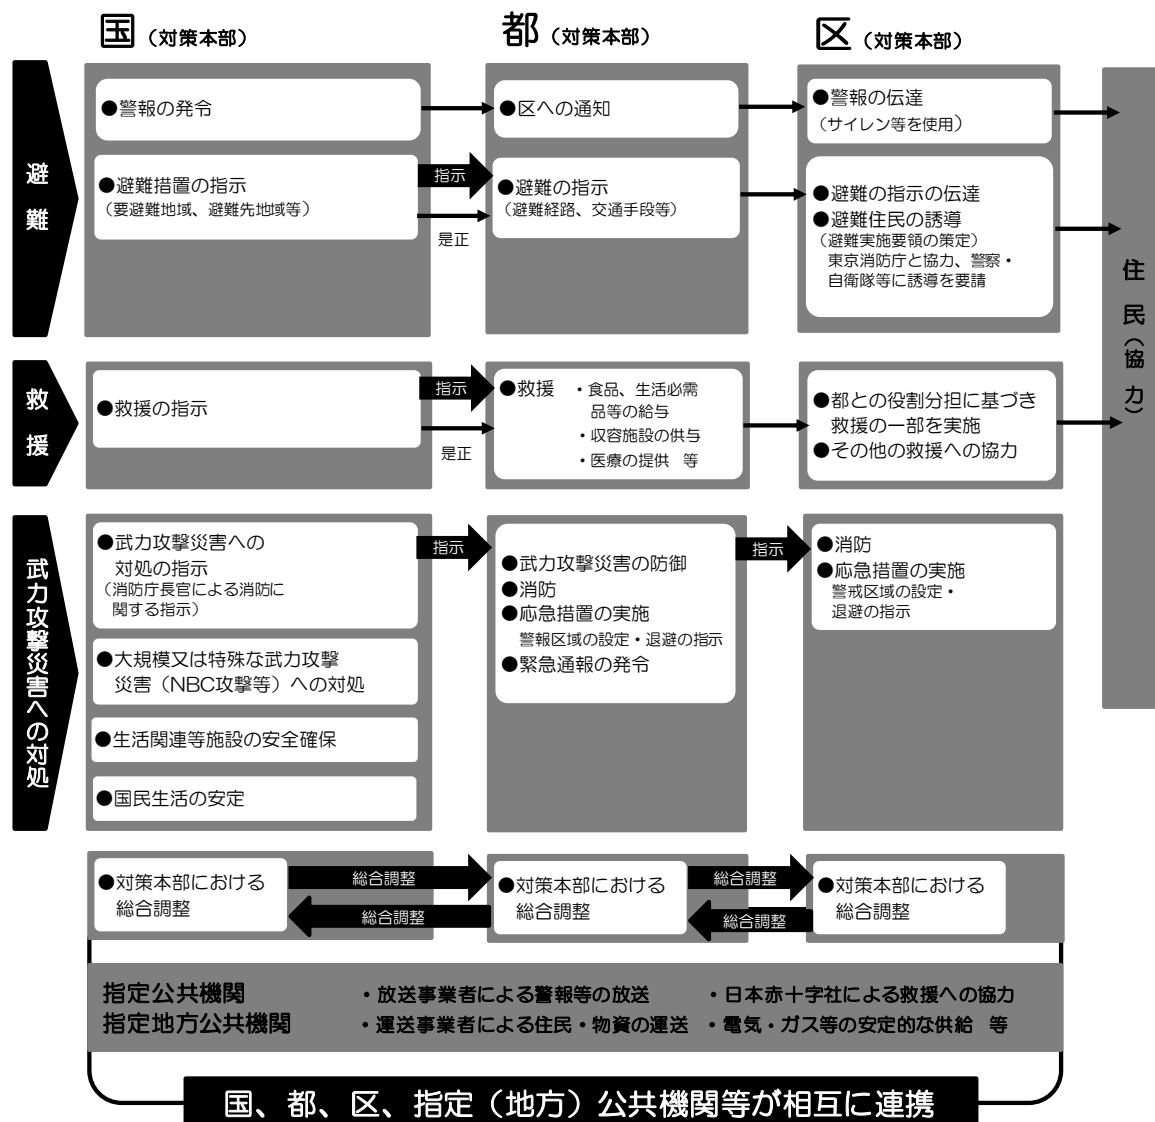 国（対策本部）
都（対策本部）
区（対策本部）
避難
●警報の発令
●区への通知
●警報の伝達
（サイレン等を使用）
●避難措置の指示
（要避難地域、避難先地域等）
指示
是正
●避難の指示
（避難経路、交通手段等）
●避難の指示の伝達
●避難住民の誘導
（避難実施要領の策定）
東京消防庁と協力、警察・
自衛隊等に誘導を要請
住民（協力）
救援
●救援の指示
指示
是正
●救援　・食品、生活必需
品等の給与
・収容施設の供与
・医療の提供　等
●都との役割分担に基づき
救援の一部を実施
●その他の救援への協力
武力攻撃災害への対処
●武力攻撃災害への
対処の指示
（消防庁長官による消防に
関する指示）
●大規模又は特殊な武力攻撃
災害（NBC攻撃等）への対処
●生活関連等施設の安全確保
●国民生活の安定
指示
●武力攻撃災害の防御
●消防
●応急措置の実施
警報区域の設定・退避の指示
●緊急通報の発令
指示
●消防
●応急措置の実施
警戒区域の設定・
退避の指示
●対策本部における
総合調整
総合調整
総合調整
●対策本部における
総合調整
総合調整
総合調整
●対策本部における
総合調整
指定公共機関　・放送事業者による警報等の放送　・日本赤十字社による救援への協力
指定地方公共機関　・運送事業者による住民・物資の運送　・電気・ガス等の安定的な供給　等
国、都、区、指定（地方）公共機関等が相互に連携